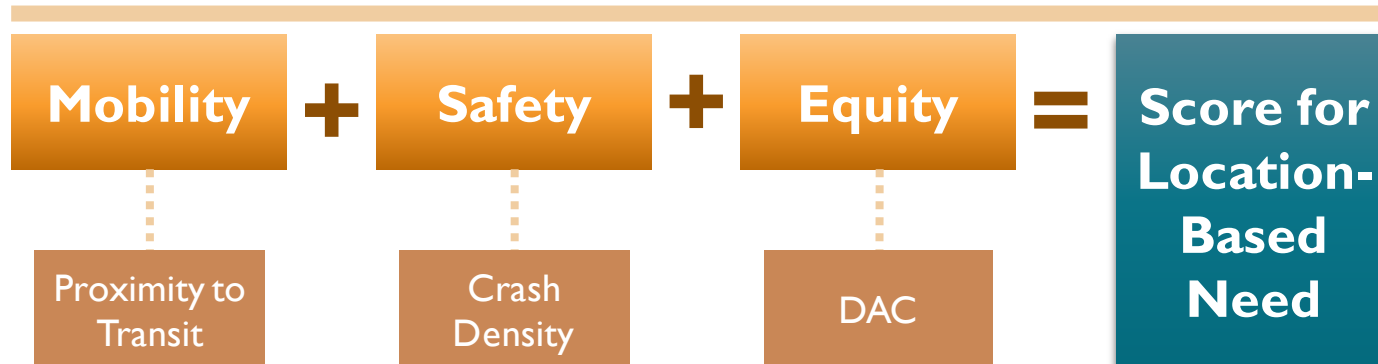 Mobility
+
Safety
+
Equity
=
Score for
Location-
Based
Need
Proximity to
Transit
Crash
Density
DAC